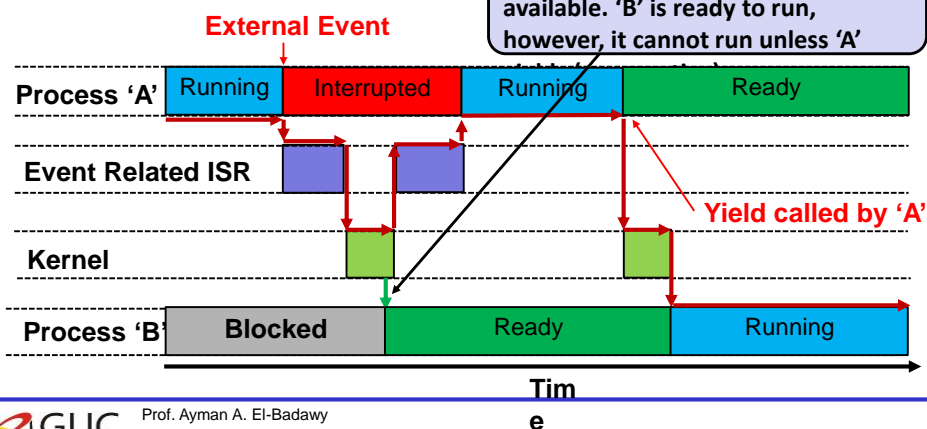 available. ‘B’ is ready to run,
however, it cannot run unless ‘A’
External Event
Process ‘A’
Running
Interrupted
Running
Ready
Event Related ISR
Yield called by ‘A’
Kernel
Process ‘B’
Blocked
Ready
Running
Tim
e
GUC
Prof. Ayman A. El-Badawy